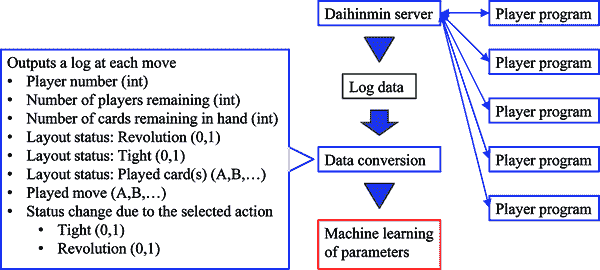 Daihinmin server
Player program
Player program
Player program
Player program
Player program
Log data
Data conversion
Machine learning
of parameters
Outputs a log at each move
• Player number (int)
• Number of players remaining (int)
• Number of cards remaining in hand (int)
• Layout status: Revolution (0,1)
• Layout status: Tight (0,1)
• Layout status: Played card(s) (A,B,…)
• Played move (A,B,…)
• Status change due to the selected action
• Tight (0,1)
• Revolution (0,1)